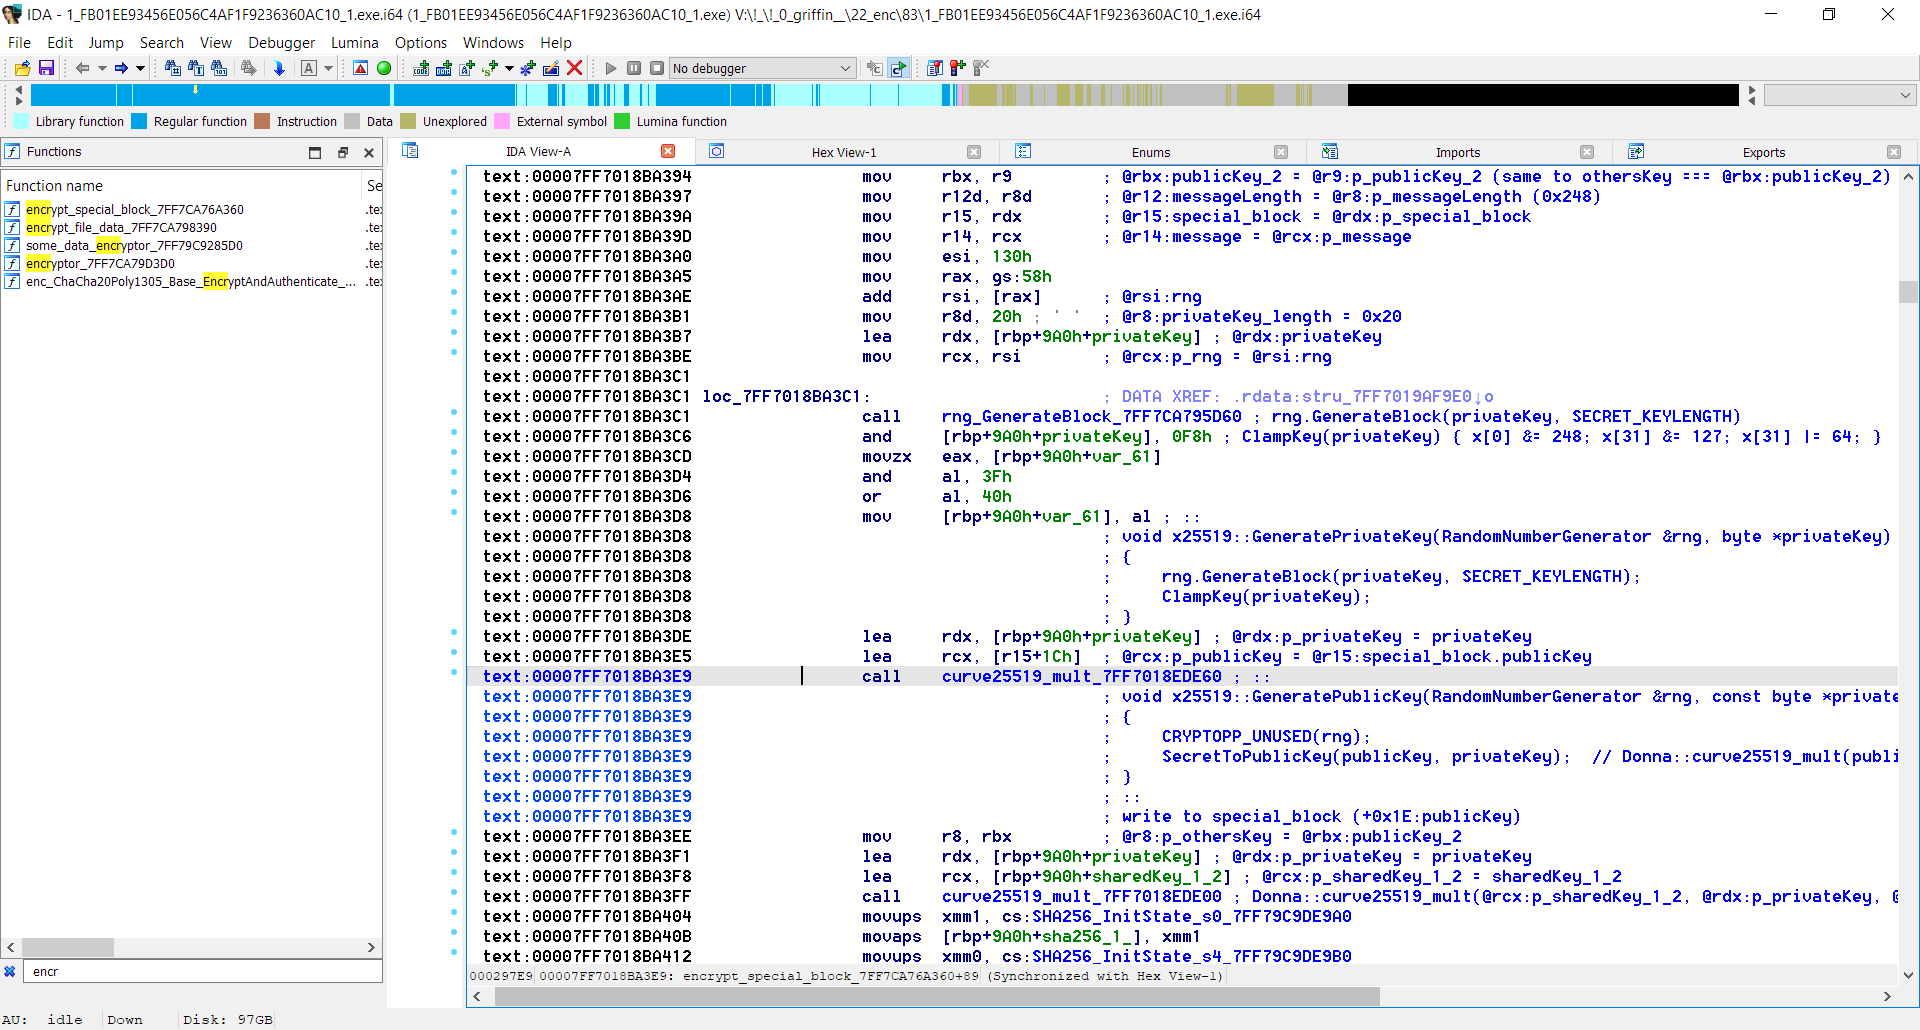 IDA - 1_FB01EE93456E056C4AF1F9236360AC10_1.exe.i64 (1_FB01EE93456E056C4AF1F9236360AC10_1.exe) V:\!_\!_0_griffin__\22_enc\83\1_FB01EE93456E056C4AF1F9236360AC10_1.exe.i64
File Edit Jump Search View Debugger Lumina Options Windows Help
No debugger
Library function Regular function Instruction Data Unexplored External symbol Lumina function
Functions
IDA View-A Hex View-1 Enums Imports Exports
Function name Se
encrypt_special_block_7FF7CA76A360 .te
encrypt_file_data_7FF7CA798390 .te
some_data_encryptor_7FF79C9285D0 .te
encryptor_7FF7CA79D3D0 .te
enc_ChaCha20Poly1305_Base_EncryptAndAuthenticate_... .te
text:00007FF7018BA394 mov rbx, r9 ; @rbx:publicKey_2 = @r9:p_publicKey_2 (same to othersKey === @rbx:publicKey_2)
text:00007FF7018BA397 mov r12d, r8d ; @r12:messageLength = @r8:p_messageLength (0x248)
text:00007FF7018BA39A mov r15, rdx ; @r15:special_block = @rdx:p_special_block
text:00007FF7018BA39D mov r14, rcx ; @r14:message = @rcx:p_message
text:00007FF7018BA3A0 mov esi, 130h
text:00007FF7018BA3A5 mov rax, gs:58h
text:00007FF7018BA3AE add rsi, [rax] ; @rsi:rng
text:00007FF7018BA3B1 mov r8d, 20h ; ' ' ; @r8:privateKey_length = 0x20
text:00007FF7018BA3B7 lea rdx, [rbp+9A0h+privateKey] ; @rdx:privateKey
text:00007FF7018BA3BE mov rcx, rsi ; @rcx:p_rng = @rsi:rng
text:00007FF7018BA3C1
text:00007FF7018BA3C1 loc_7FF7018BA3C1: ; DATA XREF: .rdata:stru_7FF7019AF9E0↓o
text:00007FF7018BA3C1 call rng_GenerateBlock_7FF7CA795D60 ; rng.GenerateBlock(privateKey, SECRET_KEYLENGTH)
text:00007FF7018BA3C6 and [rbp+9A0h+privateKey], 0F8h ; ClampKey(privateKey) { x[0] &= 248; x[31] &= 127; x[31] |= 64; }
text:00007FF7018BA3CD movzx eax, [rbp+9A0h+var_61]
text:00007FF7018BA3D4 and al, 3Fh
text:00007FF7018BA3D6 or al, 40h
text:00007FF7018BA3D8 mov [rbp+9A0h+var_61], al ; ::
text:00007FF7018BA3D8 ; void x25519::GeneratePrivateKey(RandomNumberGenerator &rng, byte *privateKey)
text:00007FF7018BA3D8 ; {
text:00007FF7018BA3D8 ; rng.GenerateBlock(privateKey, SECRET_KEYLENGTH);
text:00007FF7018BA3D8 ; ClampKey(privateKey);
text:00007FF7018BA3D8 ; }
text:00007FF7018BA3DE lea rdx, [rbp+9A0h+privateKey] ; @rdx:p_privateKey = privateKey
text:00007FF7018BA3E5 lea rcx, [r15+1Ch] ; @rcx:p_publicKey = @r15:special_block.publicKey
text:00007FF7018BA3E9 call curve25519_mult_7FF7018EDE60 ; ::
text:00007FF7018BA3E9 ; void x25519::GeneratePublicKey(RandomNumberGenerator &rng, const byte *private
text:00007FF7018BA3E9 ; {
text:00007FF7018BA3E9 ; CRYPTOPP_UNUSED(rng);
text:00007FF7018BA3E9 ; SecretToPublicKey(publicKey, privateKey); // Donna::curve25519_mult(publi
text:00007FF7018BA3E9 ; }
text:00007FF7018BA3E9 ; ::
text:00007FF7018BA3E9 ; write to special_block (+0x1E:publicKey)
text:00007FF7018BA3EE mov r8, rbx ; @r8:p_othersKey = @rbx:publicKey_2
text:00007FF7018BA3F1 lea rdx, [rbp+9A0h+privateKey] ; @rdx:p_privateKey = privateKey
text:00007FF7018BA3F8 lea rcx, [rbp+9A0h+sharedKey_1_2] ; @rcx:p_sharedKey_1_2 = sharedKey_1_2
text:00007FF7018BA3FF call curve25519_mult_7FF7018EDE00 ; Donna::curve25519_mult(@rcx:p_sharedKey_1_2, @rdx:p_privateKey, @
text:00007FF7018BA404 movups xmm1, cs:SHA256_InitState_s0_7FF79C9DE9A0
text:00007FF7018BA40B movaps [rbp+9A0h+sha256_1_], xmm1
text:00007FF7018BA412 movups xmm0, cs:SHA256_InitState_s4_7FF79C9DE9B0
encr
000297E9 00007FF7018BA3E9: encrypt_special_block_7FF7CA76A360+89 (Synchronized with Hex View-1)
AU: idle Down Disk: 97GB